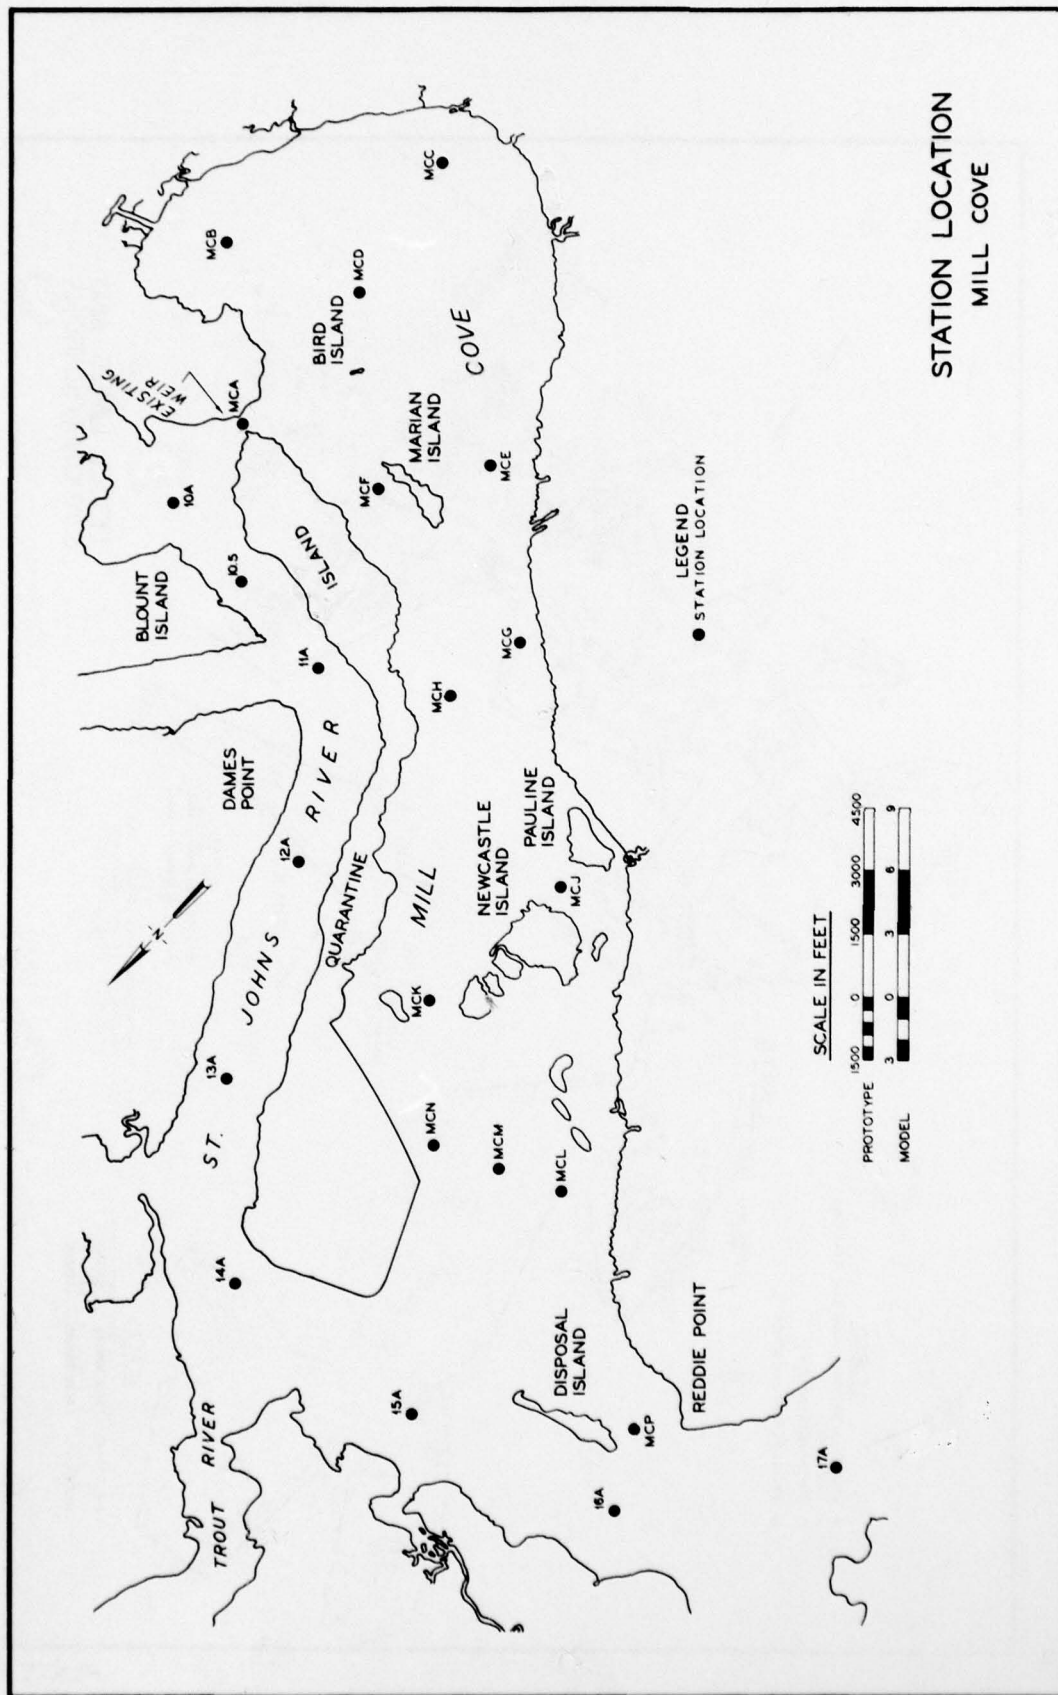 STATION LOCATION
MILL COVE
EXISTING
WEIR
MCA
MCB
MCC
MCD
BIRD
ISLAND
COVE
MARIAN
ISLAND
MCE
MCF
10A
10.5
BLOUNT
ISLAND
ISLAND
11A
MCG
MCH
LEGEND
STATION LOCATION
DAMES
POINT
RIVER
12A
QUARANTINE
MILL
NEWCASTLE
ISLAND
PAULINE
ISLAND
MCJ
N
JOHNS
MCK
13A
ST.
MCN
MCM
MCL
14A
SCALE IN FEET
PROTOTYPE
1500 0 1500 3000 4500
MODEL
3 0 3 6 9
TROUT RIVER
15A
DISPOSAL
ISLAND
REDDIE POINT
MCP
16A
17A